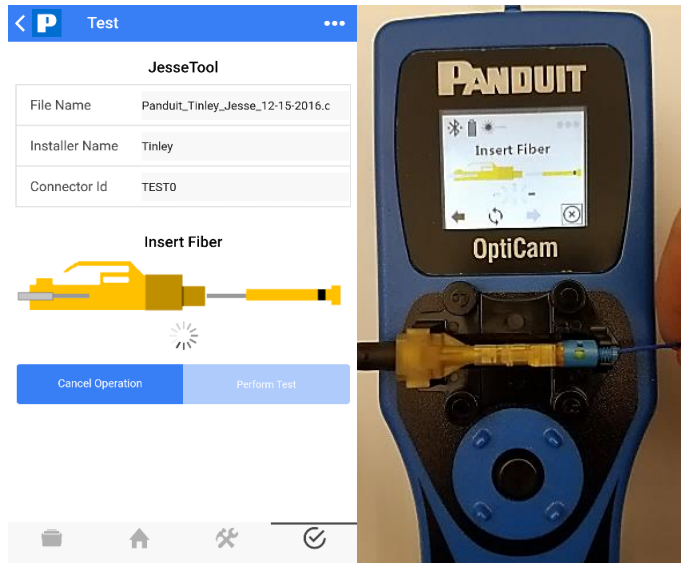 P Test
JesseTool
File Name Panduit_Tinley_Jesse_12-15-2016.c
Installer Name Tinley
Connector Id TEST0
Insert Fiber
Cancel Operation Perform Test
PANDUIT
Insert Fiber
OptiCam